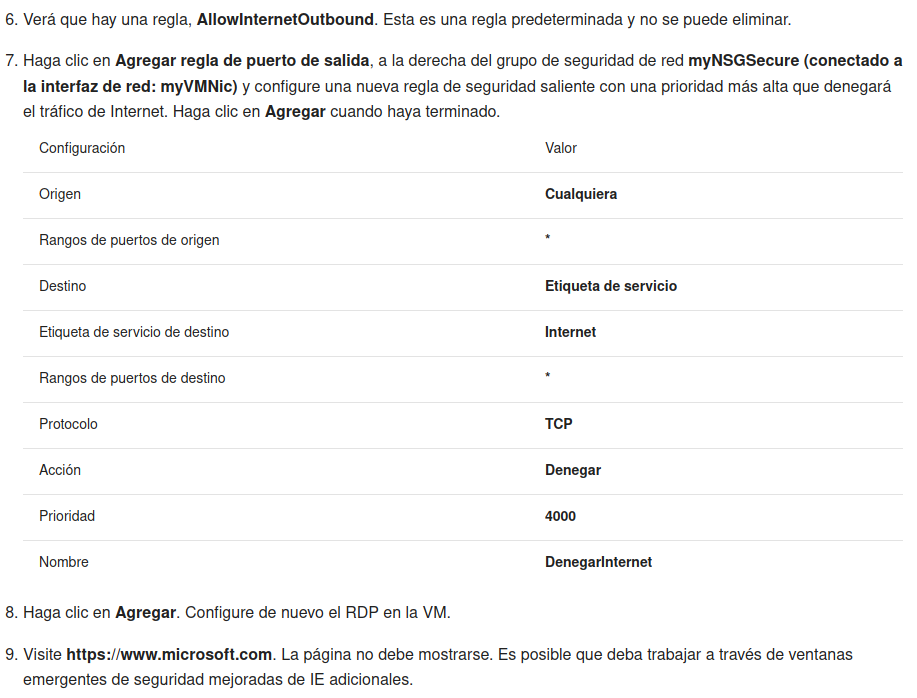 6. Verá que hay una regla, AllowInternetOutbound. Esta es una regla predeterminada y no se puede eliminar.
7. Haga clic en Agregar regla de puerto de salida, a la derecha del grupo de seguridad de red myNSGSecure (conectado a
la interfaz de red: myVMNic) y configure una nueva regla de seguridad saliente con una prioridad más alta que denegará
el tráfico de Internet. Haga clic en Agregar cuando haya terminado.
Configuración Valor
Origen Cualquiera
Rangos de puertos de origen *
Destino Etiqueta de servicio
Etiqueta de servicio de destino Internet
Rangos de puertos de destino *
Protocolo TCP
Acción Denegar
Prioridad 4000
Nombre DenegarInternet
8. Haga clic en Agregar. Configure de nuevo el RDP en la VM.
9. Visite https://www.microsoft.com. La página no debe mostrarse. Es posible que deba trabajar a través de ventanas
emergentes de seguridad mejoradas de IE adicionales.